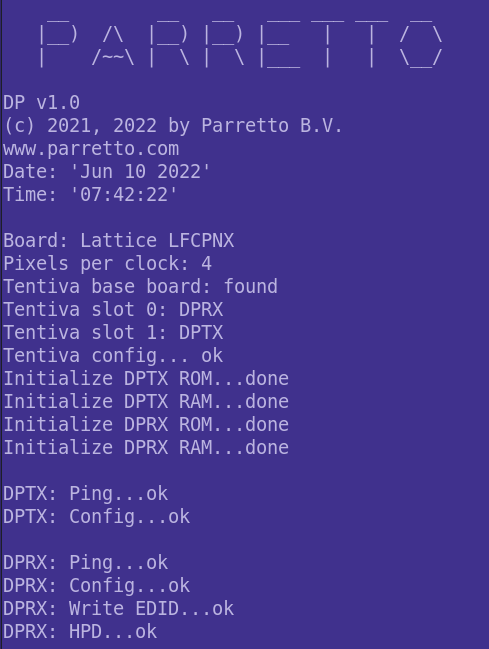 PARRETTO
DP v1.0
(c) 2021, 2022 by Parretto B.V.
www.parretto.com
Date: 'Jun 10 2022'
Time: '07:42:22'
Board: Lattice LFCPNX
Pixels per clock: 4
Tentiva base board: found
Tentiva slot 0: DPRX
Tentiva slot 1: DPTX
Tentiva config... ok
Initialize DPTX ROM...done
Initialize DPTX RAM...done
Initialize DPRX ROM...done
Initialize DPRX RAM...done
DPTX: Ping...ok
DPTX: Config...ok
DPRX: Ping...ok
DPRX: Config...ok
DPRX: Write EDID...ok
DPRX: HPD...ok